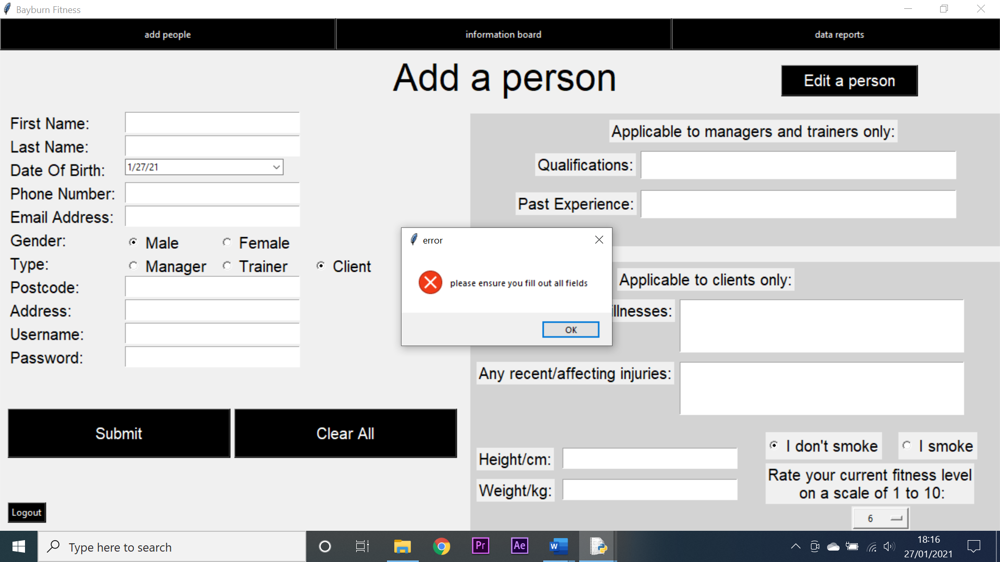 Bayburn Fitness
add people
information board
data reports
Add a person
Edit a person
First Name:
Last Name:
Date Of Birth:
1/27/21
Phone Number:
Email Address:
Gender:
Male
Female
Type:
Manager
Trainer
Client
Postcode:
Address:
Username:
Password:
Submit
Clear All
Logout
Applicable to managers and trainers only:
Qualifications:
Past Experience:
error
please ensure you fill out all fields
OK
Applicable to clients only:
illnesses:
Any recent/affecting injuries:
Height/cm:
Weight/kg:
I don't smoke
I smoke
Rate your current fitness level
on a scale of 1 to 10:
6
Type here to search
Pr
Ae
W
18:16
27/01/2021